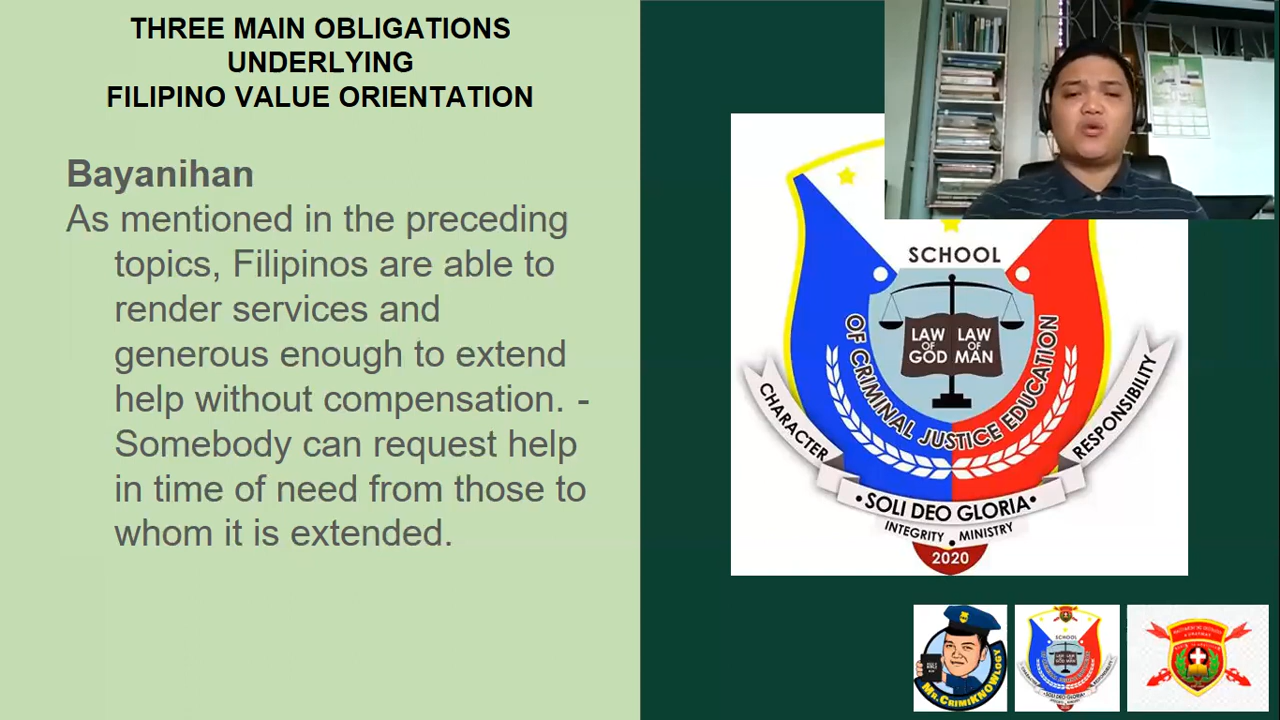 THREE MAIN OBLIGATIONS
UNDERLYING
FILIPINO VALUE ORIENTATION
Bayanihan
As mentioned in the preceding
topics, Filipinos are able to
render services and
generous enough to extend
help without compensation. -
Somebody can request help
in time of need from those to
whom it is extended.
SCHOOL
OF CRIMINAL JUSTICE EDUCATION
LAW OF GOD
LAW OF MAN
CHARACTER
RESPONSIBILITY
•SOLI DEO GLORIA•
INTEGRITY • MINISTRY
2020
MR.CRIMIKNOWLOGY
SCHOOL